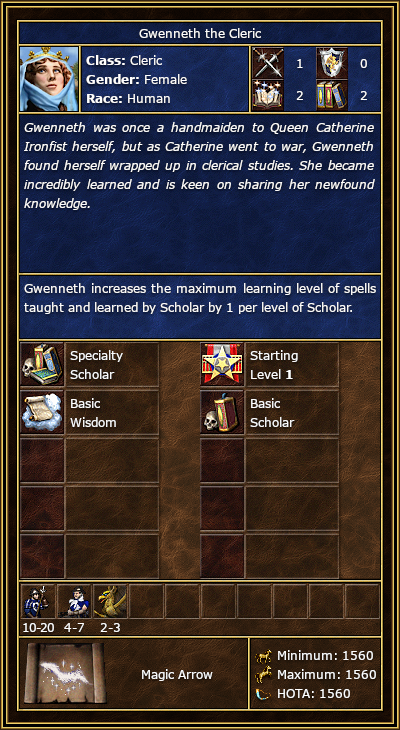 Gwenneth the Cleric
Class: Cleric
Gender: Female
Race: Human
1
0
2
2
Gwenneth was once a handmaiden to Queen Catherine
Ironfist herself, but as Catherine went to war, Gwenneth
found herself wrapped up in clerical studies. She became
incredibly learned and is keen on sharing her newfound
knowledge.
Gwenneth increases the maximum learning level of spells
taught and learned by Scholar by 1 per level of Scholar.
Specialty
Scholar
Starting
Level 1
Basic
Wisdom
Basic
Scholar
10-20 4-7 2-3
Magic Arrow
Minimum: 1560
Maximum: 1560
HOTA: 1560